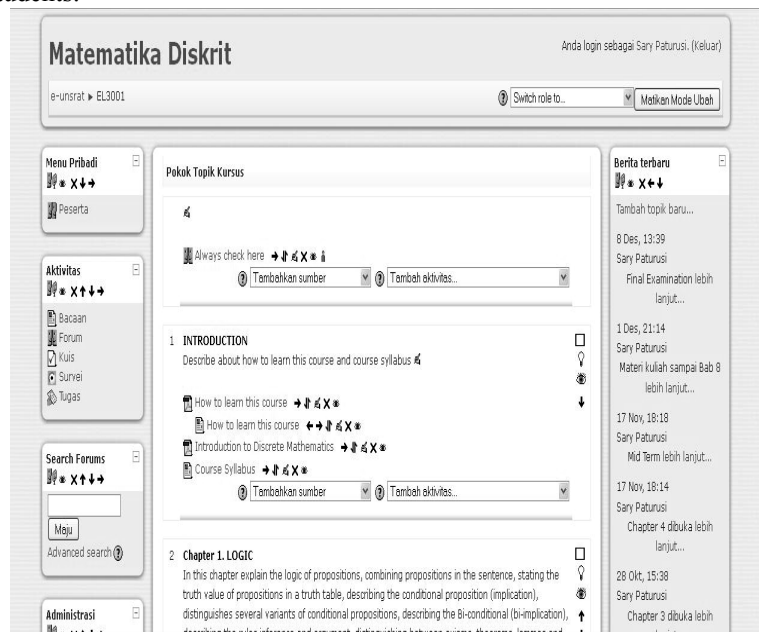 Matematika Diskrit
Anda login sebagai Sary Paturusi. (Keluar)
e-unsrat ► EL3001
Switch role to...
Matikan Mode Ubah
Menu Pribadi
Peserta
Aktivitas
Bacaan
Forum
Kuis
Survei
Tugas
Search Forums
Maju
Advanced search
Administrasi
Pokok Topik Kursus
Always check here
Tambahkan sumber
Tambah aktivitas...
1 INTRODUCTION
Describe about how to learn this course and course syllabus
How to learn this course
How to learn this course
Introduction to Discrete Mathematics
Course Syllabus
Tambahkan sumber
Tambah aktivitas...
2 Chapter 1. LOGIC
In this chapter explain the logic of propositions, combining propositions in the sentence, stating the
truth value of propositions in a truth table, describing the conditional proposition (implication),
distinguishes several variants of conditional propositions, describing the Bi-conditional (bi-implication),
Berita terbaru
Tambah topik baru...
8 Des, 13:39
Sary Paturusi
Final Examination lebih
lanjut...
1 Des, 21:14
Sary Paturusi
Materi kuliah sampai Bab 8
lebih lanjut...
17 Nov, 18:18
Sary Paturusi
Mid Term lebih lanjut...
17 Nov, 18:14
Sary Paturusi
Chapter 4 dibuka lebih
lanjut...
28 Okt, 15:38
Sary Paturusi
Chapter 3 dibuka lebih